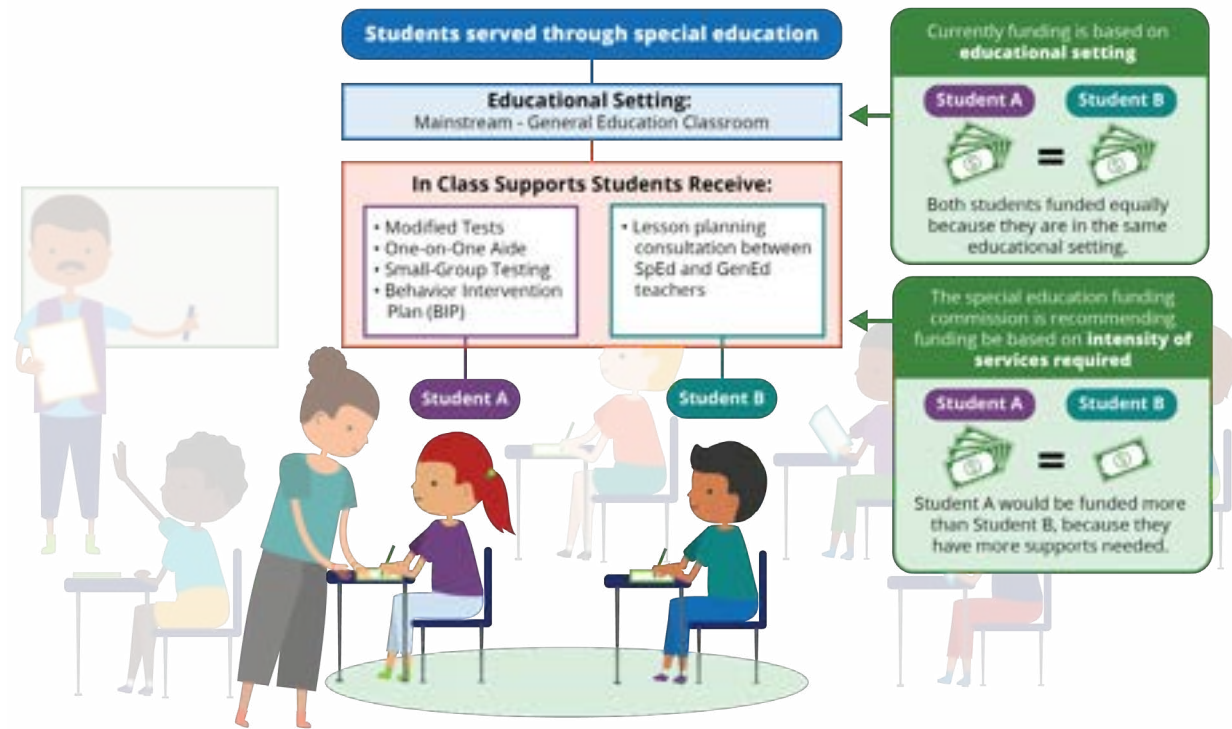 Students served through special education
Educational Setting:
Mainstream - General Education Classroom
In Class Supports Students Receive:
• Modified Tests
• One-on-One Aide
• Small-Group Testing
• Behavior Intervention
Plan (BIP)
• Lesson planning
consultation between
SpEd and GenEd
teachers
Student A
Student B
Currently funding is based on
educational setting
Student A
Student B
=
Both students funded equally
because they are in the same
educational setting.
The special education funding
commission is recommending
funding be based on intensity of
services required
Student A
Student B
=
Student A would be funded more
than Student B, because they
have more supports needed.